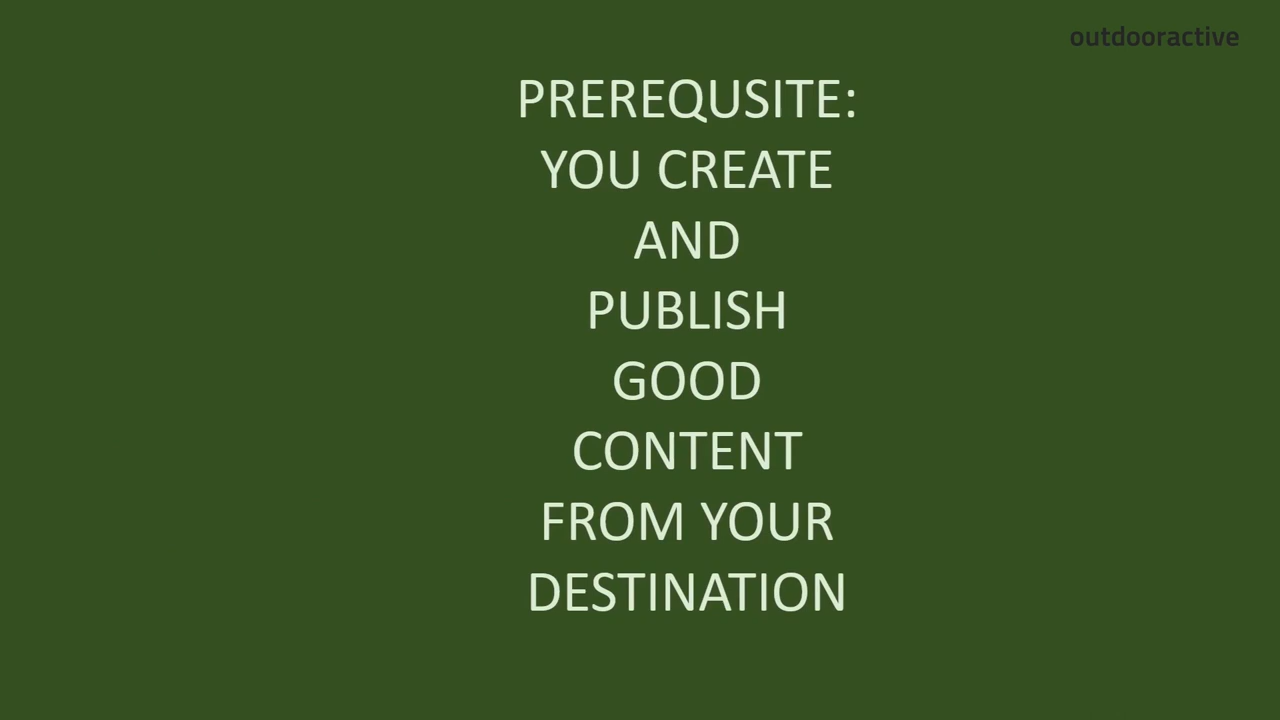 outdooractive
PREREQUSITE:
YOU CREATE
AND
PUBLISH
GOOD
CONTENT
FROM YOUR
DESTINATION